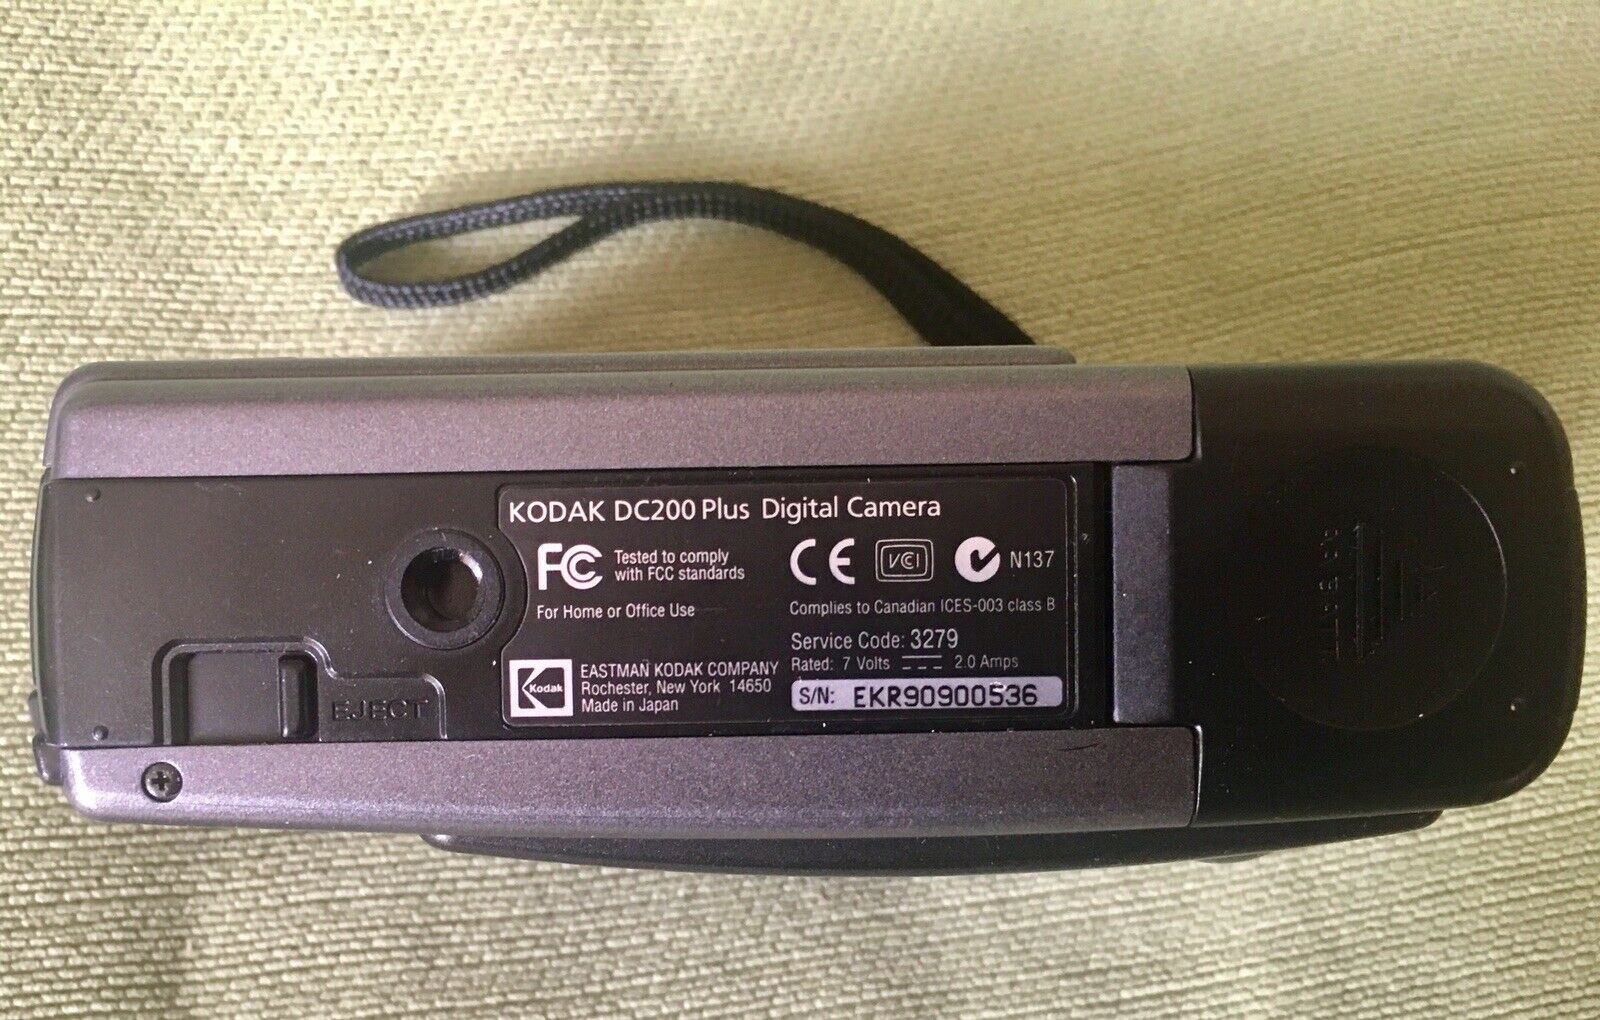 KODAK DC200 Plus Digital Camera
FC Tested to comply
with FCC standards
For Home or Office Use
CE VCI N137
Complies to Canadian ICES-003 class B
Service Code: 3279
Rated: 7 Volts 2.0 Amps
S/N: EKR90900536
Kodak
EASTMAN KODAK COMPANY
Rochester, New York 14650
Made in Japan
EJECT